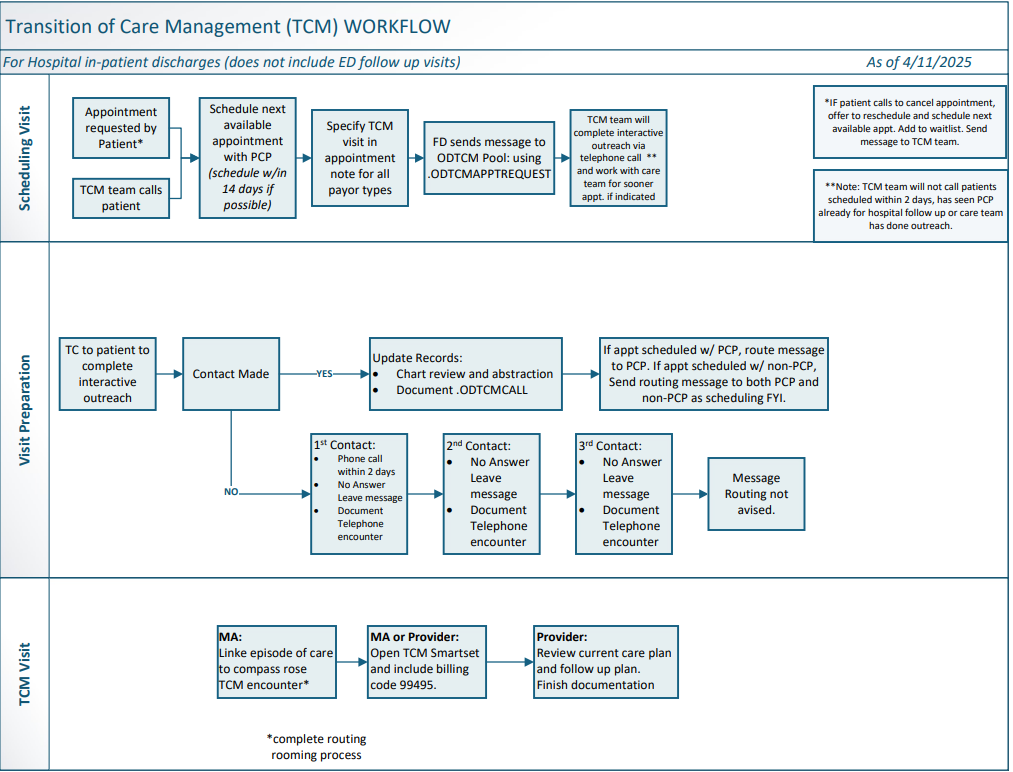 Transition of Care Management (TCM) WORKFLOW
For Hospital in-patient discharges (does not include ED follow up visits)
As of 4/11/2025
Scheduling Visit
Appointment
requested by
Patient*
TCM team calls
patient
Schedule next
available
appointment
with PCP
(schedule w/in
14 days if
possible)
Specify TCM
visit in
appointment
note for all
payor types
FD sends message to
ODTCM Pool: using
.ODTCMAPPTREQUEST
TCM team will
complete interactive
outreach via
telephone call **
and work with care
team for sooner
appt. if indicated
*IF patient calls to cancel appointment,
offer to reschedule and schedule next
available appt. Add to waitlist. Send
message to TCM team.
**Note: TCM team will not call patients
scheduled within 2 days, has seen PCP
already for hospital follow up or care team
has done outreach.
Visit Preparation
TC to patient to
complete
interactive
outreach
Contact Made
YES
Update Records:
• Chart review and abstraction
• Document .ODTCMCALL
If appt scheduled w/ PCP, route message
to PCP. If appt scheduled w/ non-PCP,
Send routing message to both PCP and
non-PCP as scheduling FYI.
NO
1st Contact:
• Phone call
within 2 days
• No Answer
Leave message
• Document
Telephone
encounter
2nd Contact:
• No Answer
Leave
message
• Document
Telephone
encounter
3rd Contact:
• No Answer
Leave
message
• Document
Telephone
encounter
Message
Routing not
avised.
TCM Visit
MA:
Linke episode of care
to compass rose
TCM encounter*
MA or Provider:
Open TCM Smartset
and include billing
code 99495.
Provider:
Review current care plan
and follow up plan.
Finish documentation
*complete routing
rooming process